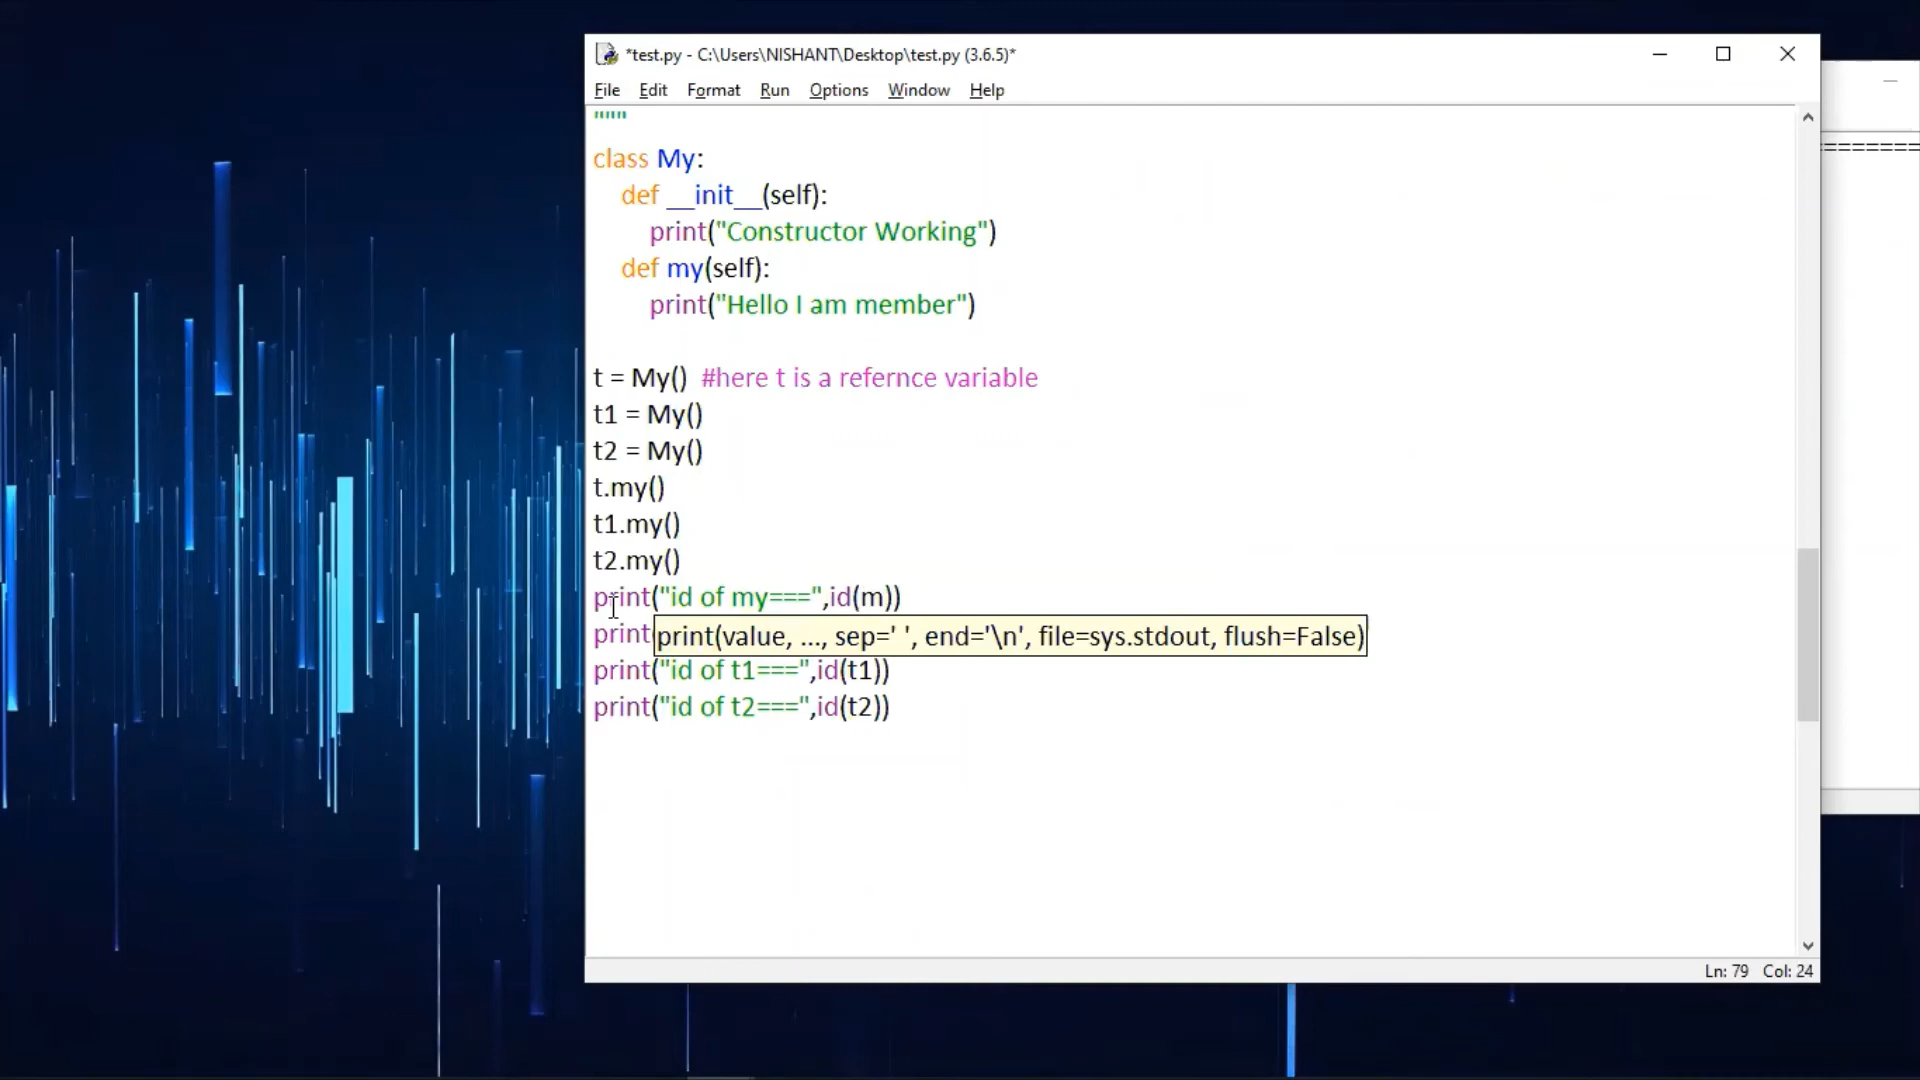 *test.py - C:\Users\NISHANT\Desktop\test.py (3.6.5)*
File Edit Format Run Options Window Help
"""
class My:
def __init__(self):
print("Constructor Working")
def my(self):
print("Hello I am member")
t = My() #here t is a refernce variable
t1 = My()
t2 = My()
t.my()
t1.my()
t2.my()
print("id of my===",id(m))
print
print(value, ..., sep=' ', end='\n', file=sys.stdout, flush=False)
print("id of t1===",id(t1))
print("id of t2===",id(t2))
Ln: 79 Col: 24
=======